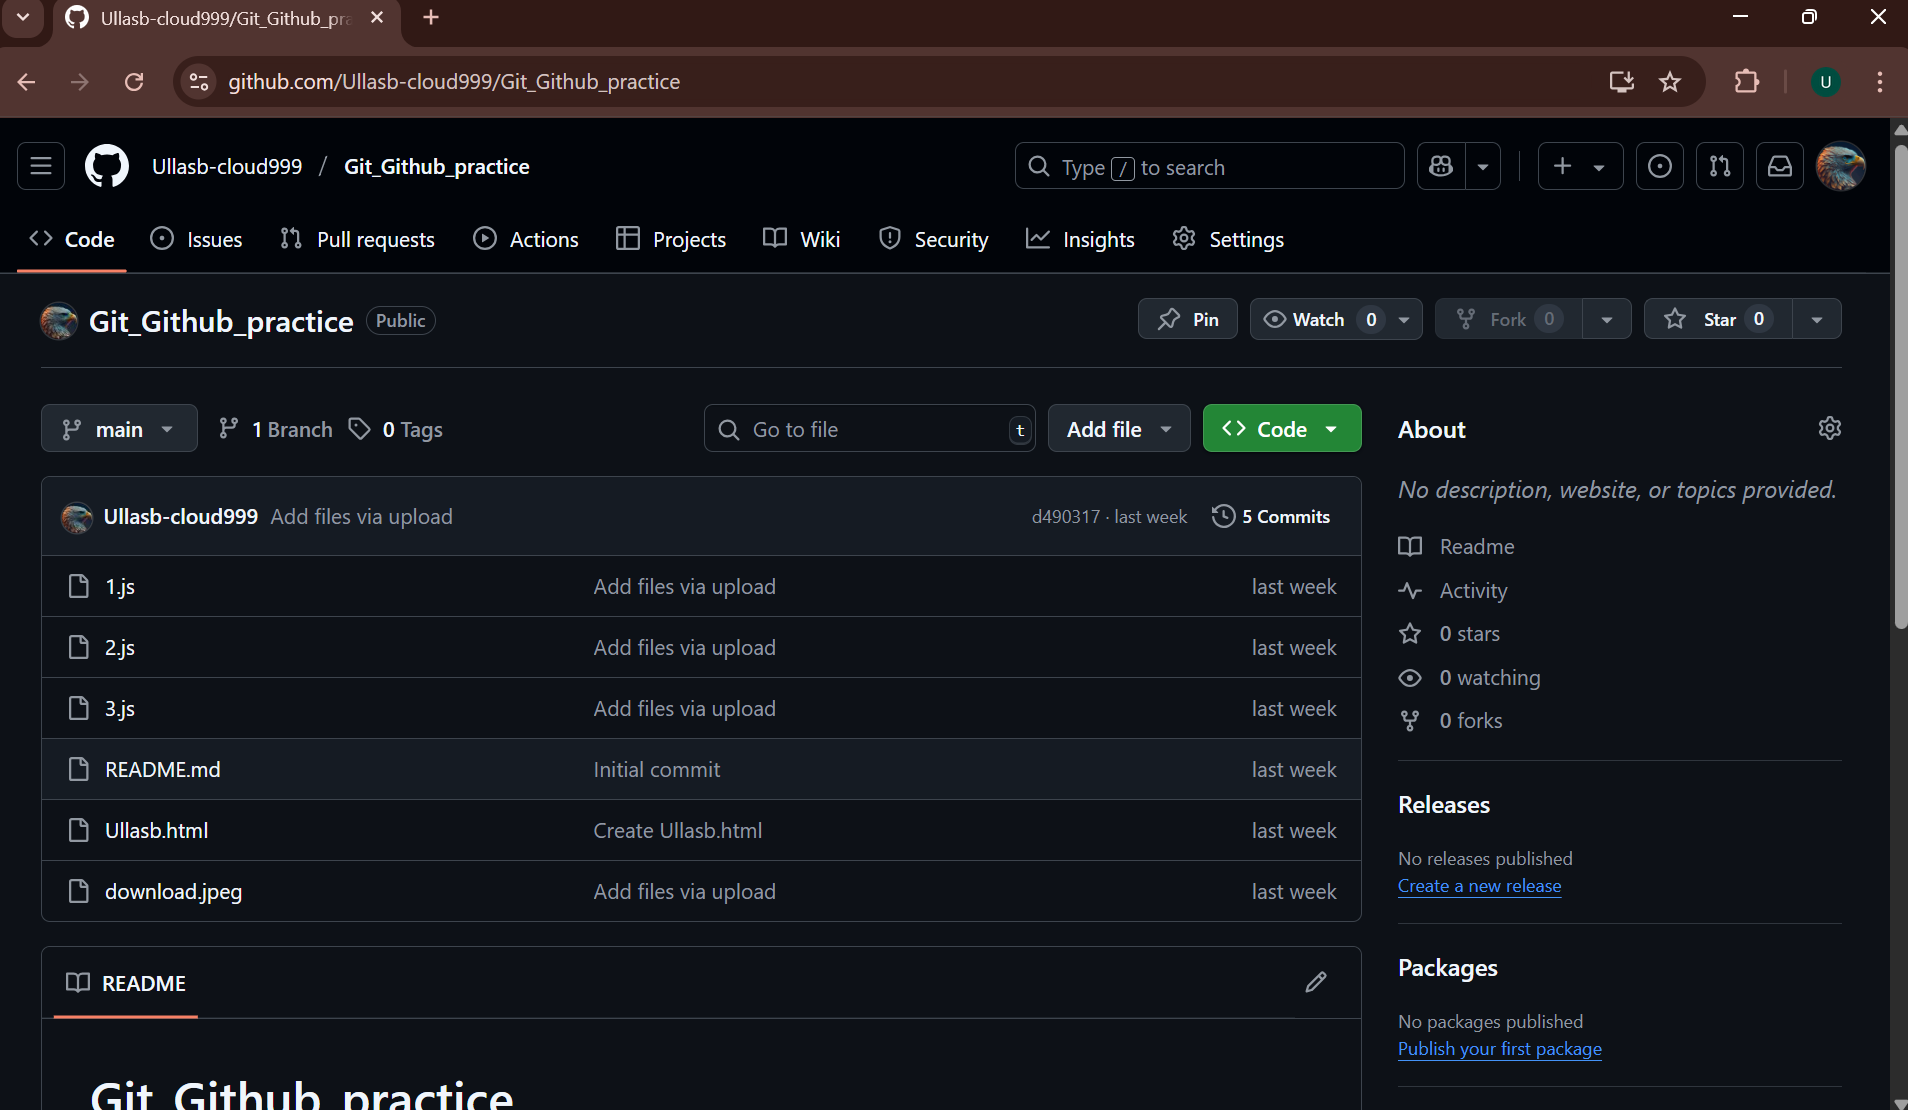 Ullasb-cloud999/Git_Github_pra
github.com/Ullasb-cloud999/Git_Github_practice
U
Ullasb-cloud999 / Git_Github_practice
Type / to search
Code Issues Pull requests Actions Projects Wiki Security Insights Settings
Git_Github_practice Public
Pin Watch 0 Fork 0 Star 0
main 1 Branch 0 Tags Go to file t Add file Code
Ullasb-cloud999 Add files via upload d490317 · last week 5 Commits
1.js Add files via upload last week
2.js Add files via upload last week
3.js Add files via upload last week
README.md Initial commit last week
Ullasb.html Create Ullasb.html last week
download.jpeg Add files via upload last week
README
Git_Github_practice
About
No description, website, or topics provided.
Readme
Activity
0 stars
0 watching
0 forks
Releases
No releases published
Create a new release
Packages
No packages published
Publish your first package